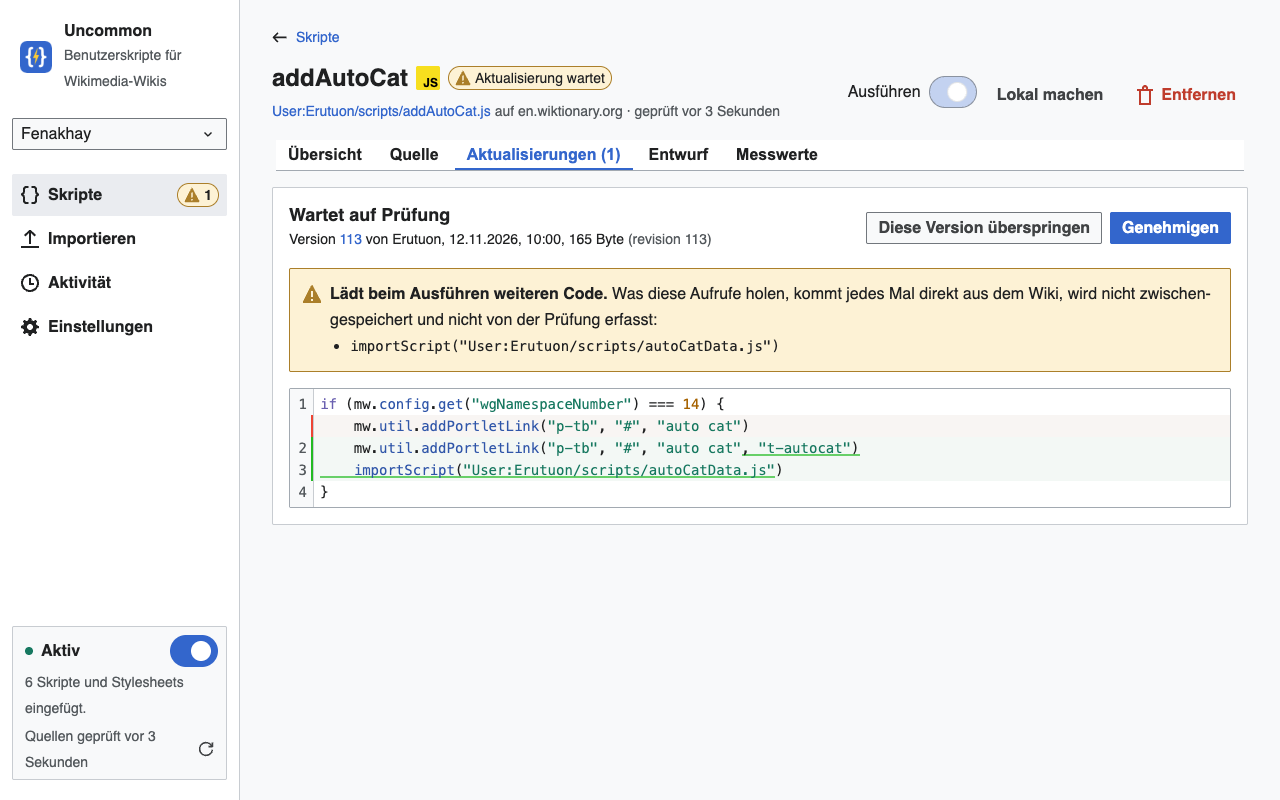 Uncommon
Benutzerskripte für
Wikimedia-Wikis
Fenakhay
Skripte
1
Importieren
Aktivität
Einstellungen
Aktiv
6 Skripte und Stylesheets
eingefügt.
Quellen geprüft vor 3
Sekunden
← Skripte
addAutoCat JS Aktualisierung wartet
User:Erutuon/scripts/addAutoCat.js auf en.wiktionary.org · geprüft vor 3 Sekunden
Ausführen
Lokal machen
Entfernen
Übersicht Quelle Aktualisierungen (1) Entwurf Messwerte
Wartet auf Prüfung
Version 113 von Erutuon, 12.11.2026, 10:00, 165 Byte (revision 113)
Diese Version überspringen
Genehmigen
Lädt beim Ausführen weiteren Code. Was diese Aufrufe holen, kommt jedes Mal direkt aus dem Wiki, wird nicht zwischen-
gespeichert und nicht von der Prüfung erfasst:
• importScript("User:Erutuon/scripts/autoCatData.js")
1 if (mw.config.get("wgNamespaceNumber") === 14) {
mw.util.addPortletLink("p-tb", "#", "auto cat")
2 mw.util.addPortletLink("p-tb", "#", "auto cat", "t-autocat")
3 importScript("User:Erutuon/scripts/autoCatData.js")
4 }